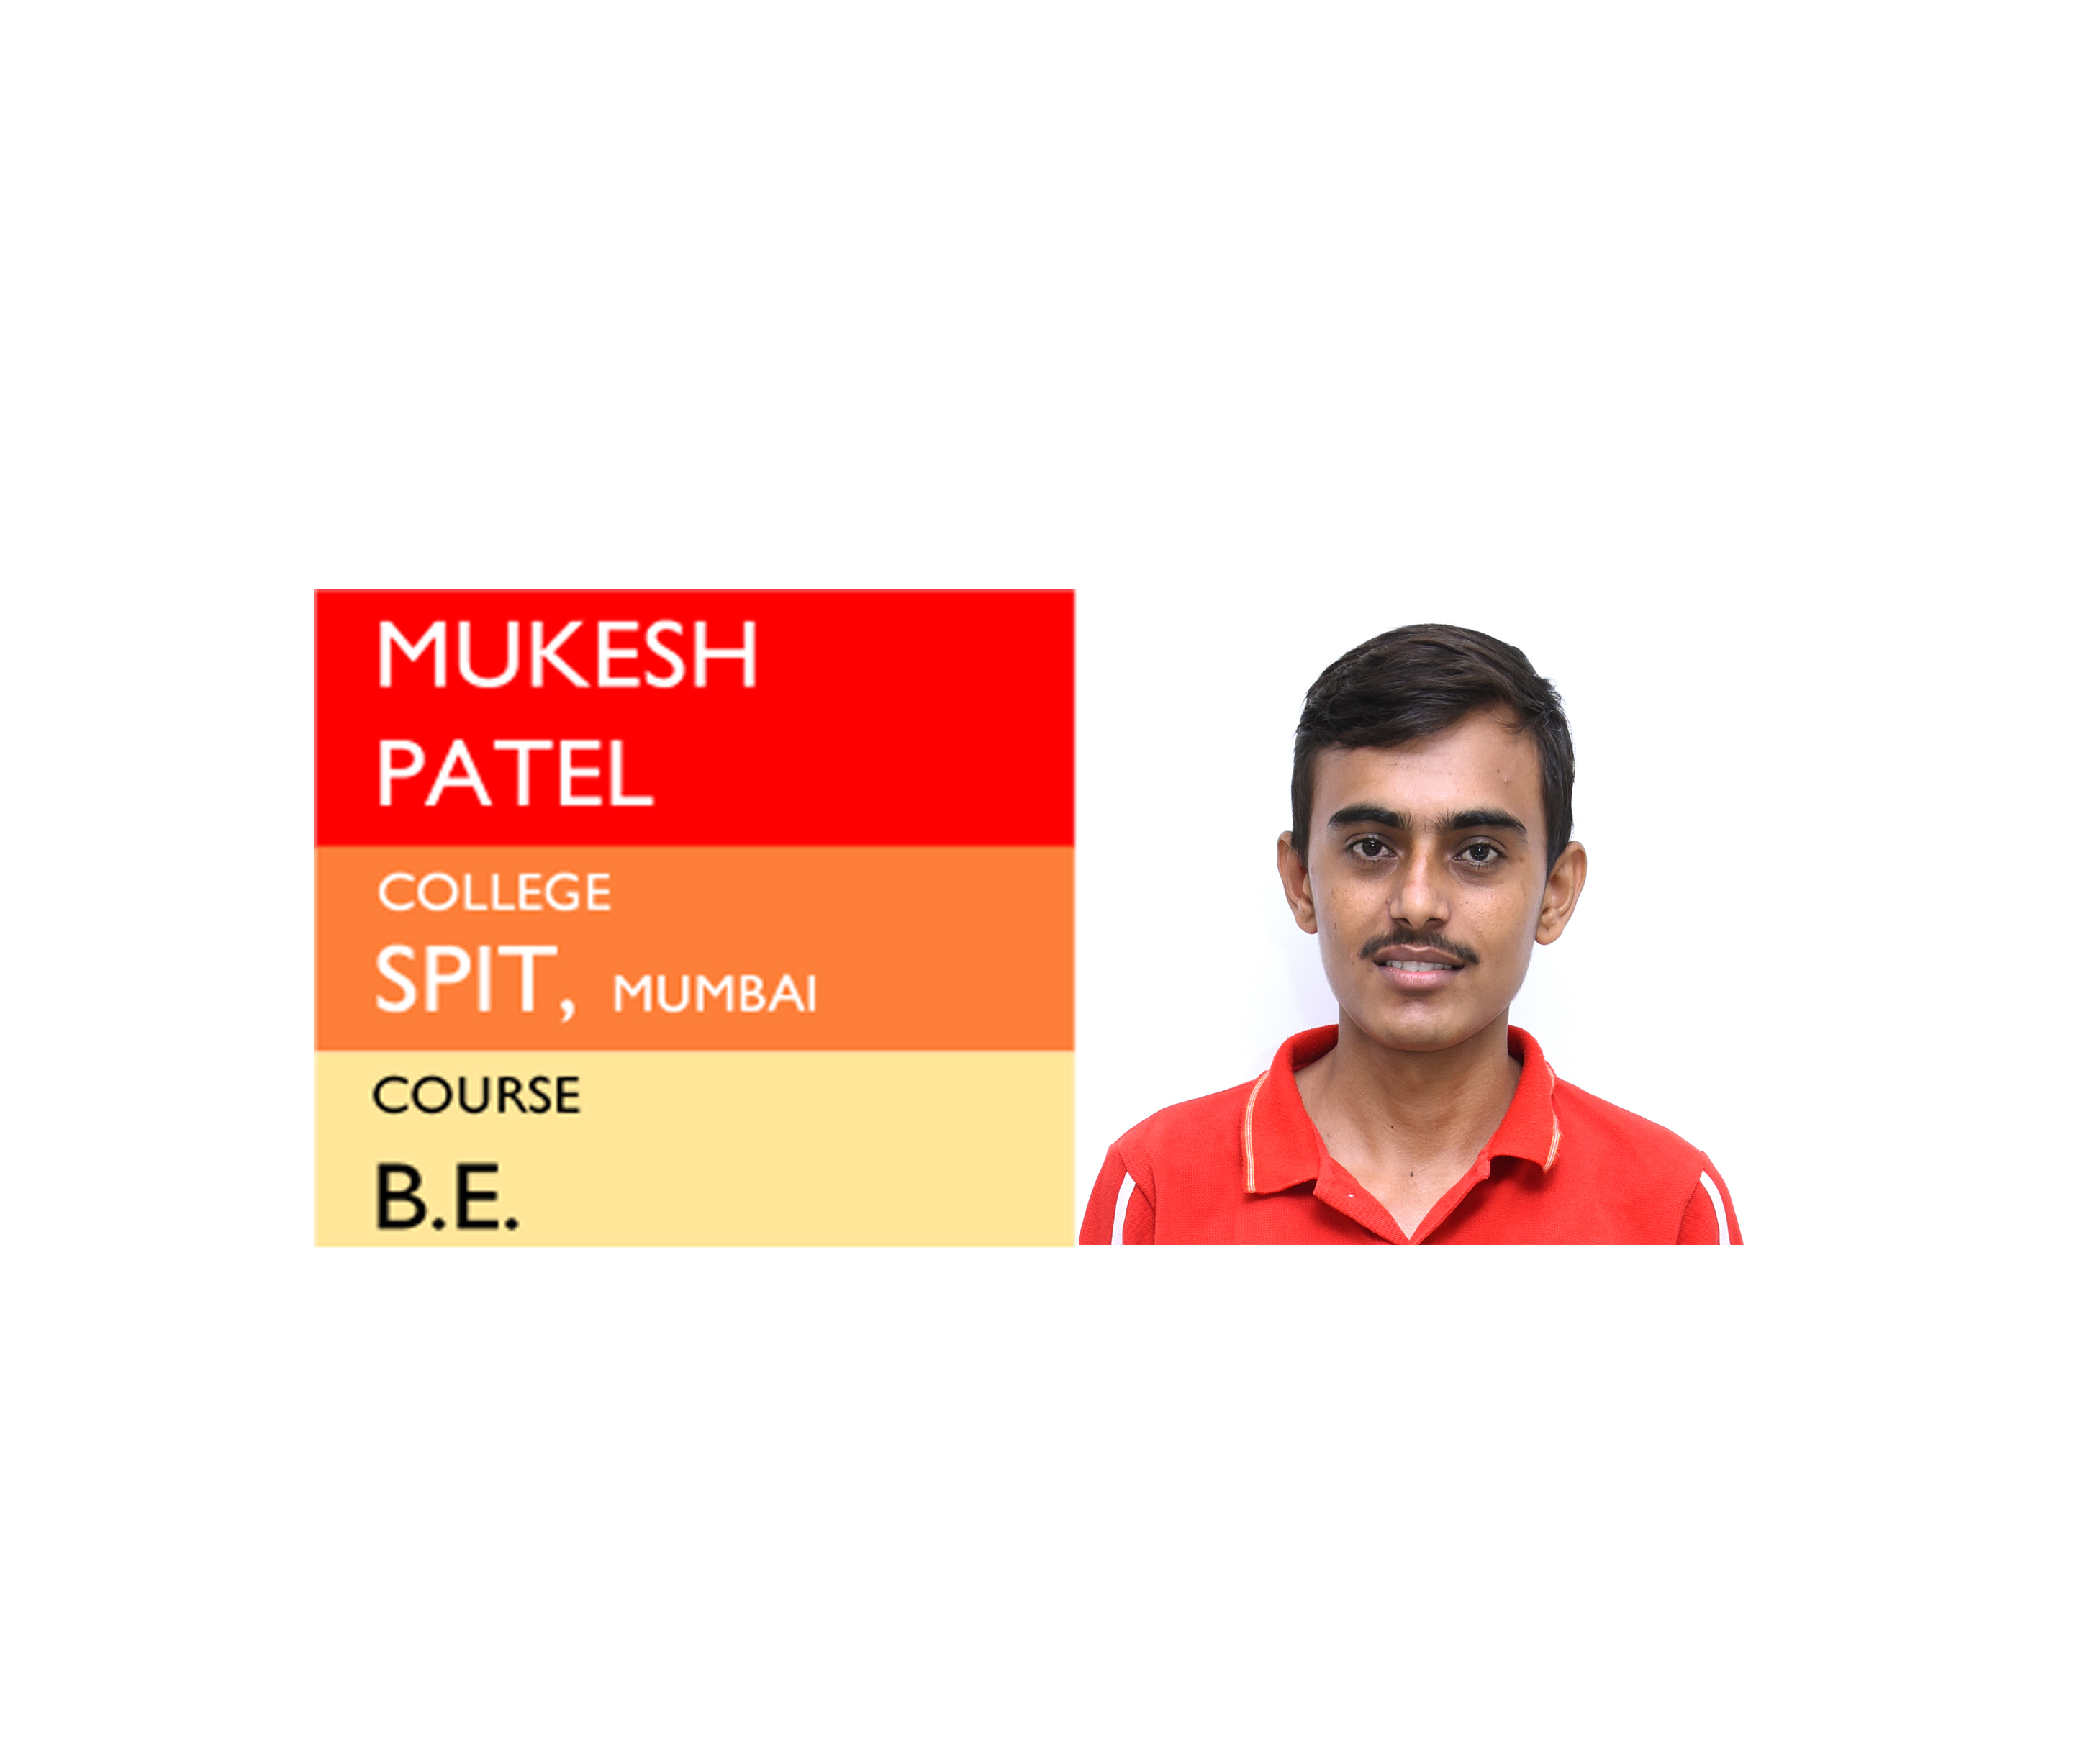 MUKESH
PATEL
COLLEGE
SPIT, MUMBAI
COURSE
B.E.